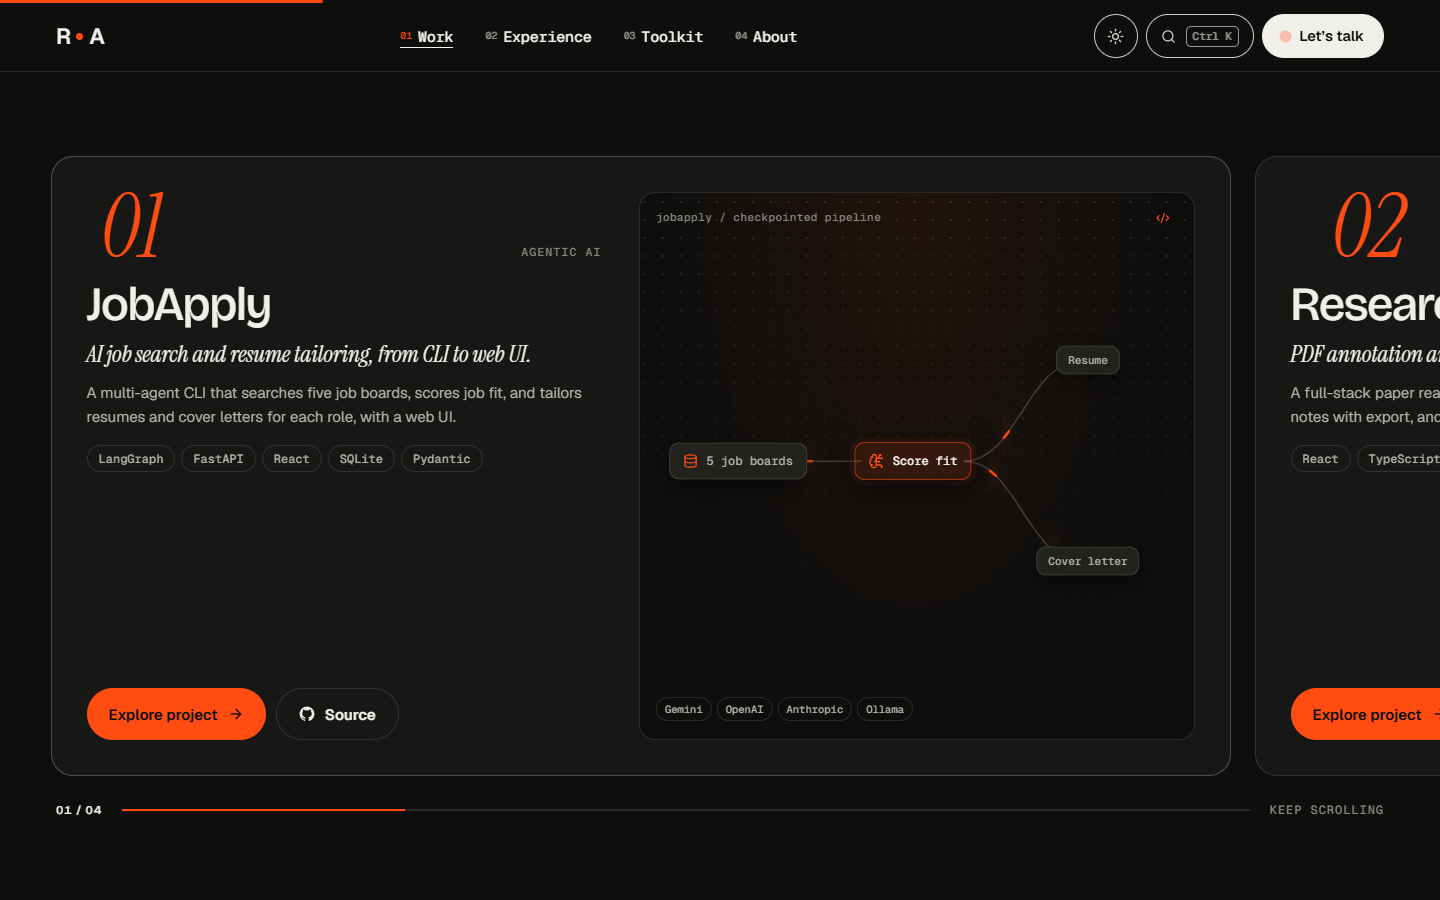 R•A
01 Work
02 Experience
03 Toolkit
04 About
Ctrl K
Let's talk
01
AGENTIC AI
JobApply
AI job search and resume tailoring, from CLI to web UI.
A multi-agent CLI that searches five job boards, scores job fit, and tailors
resumes and cover letters for each role, with a web UI.
LangGraph
FastAPI
React
SQLite
Pydantic
Explore project →
Source
jobapply / checkpointed pipeline
</>
5 job boards
Score fit
Resume
Cover letter
Gemini
OpenAI
Anthropic
Ollama
02
PDF annotation
A full-stack paper
notes with export,
React
TypeScript
Explore project
01 / 04
KEEP SCROLLING